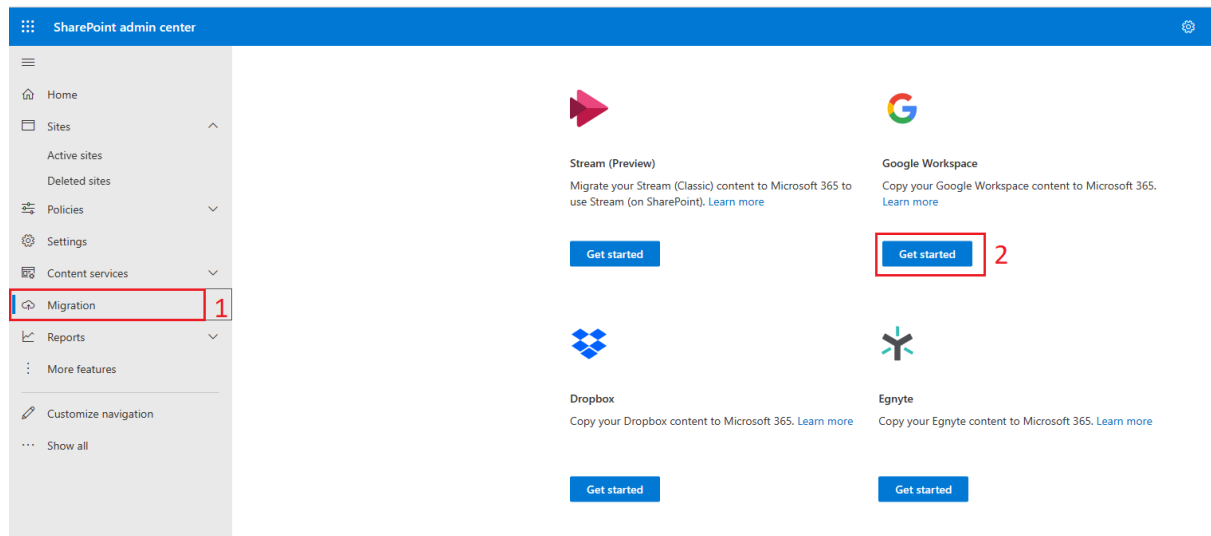 SharePoint admin center
Home
Sites
Active sites
Deleted sites
Policies
Settings
Content services
Migration
1
Reports
More features
Customize navigation
Show all
Stream (Preview)
Migrate your Stream (Classic) content to Microsoft 365 to
use Stream (on SharePoint). Learn more
Get started
Google Workspace
Copy your Google Workspace content to Microsoft 365.
Learn more
Get started
2
Dropbox
Copy your Dropbox content to Microsoft 365. Learn more
Get started
Egnyte
Copy your Egnyte content to Microsoft 365. Learn more
Get started